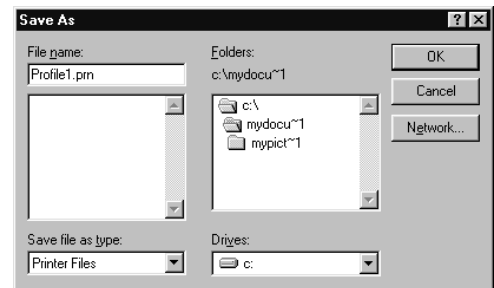 Save As
File name:
Profile1.prn
Folders:
c:\mydocu~1
c:\
mydocu~1
mypict~1
OK
Cancel
Network...
Save file as type:
Printer Files
Drives:
c: